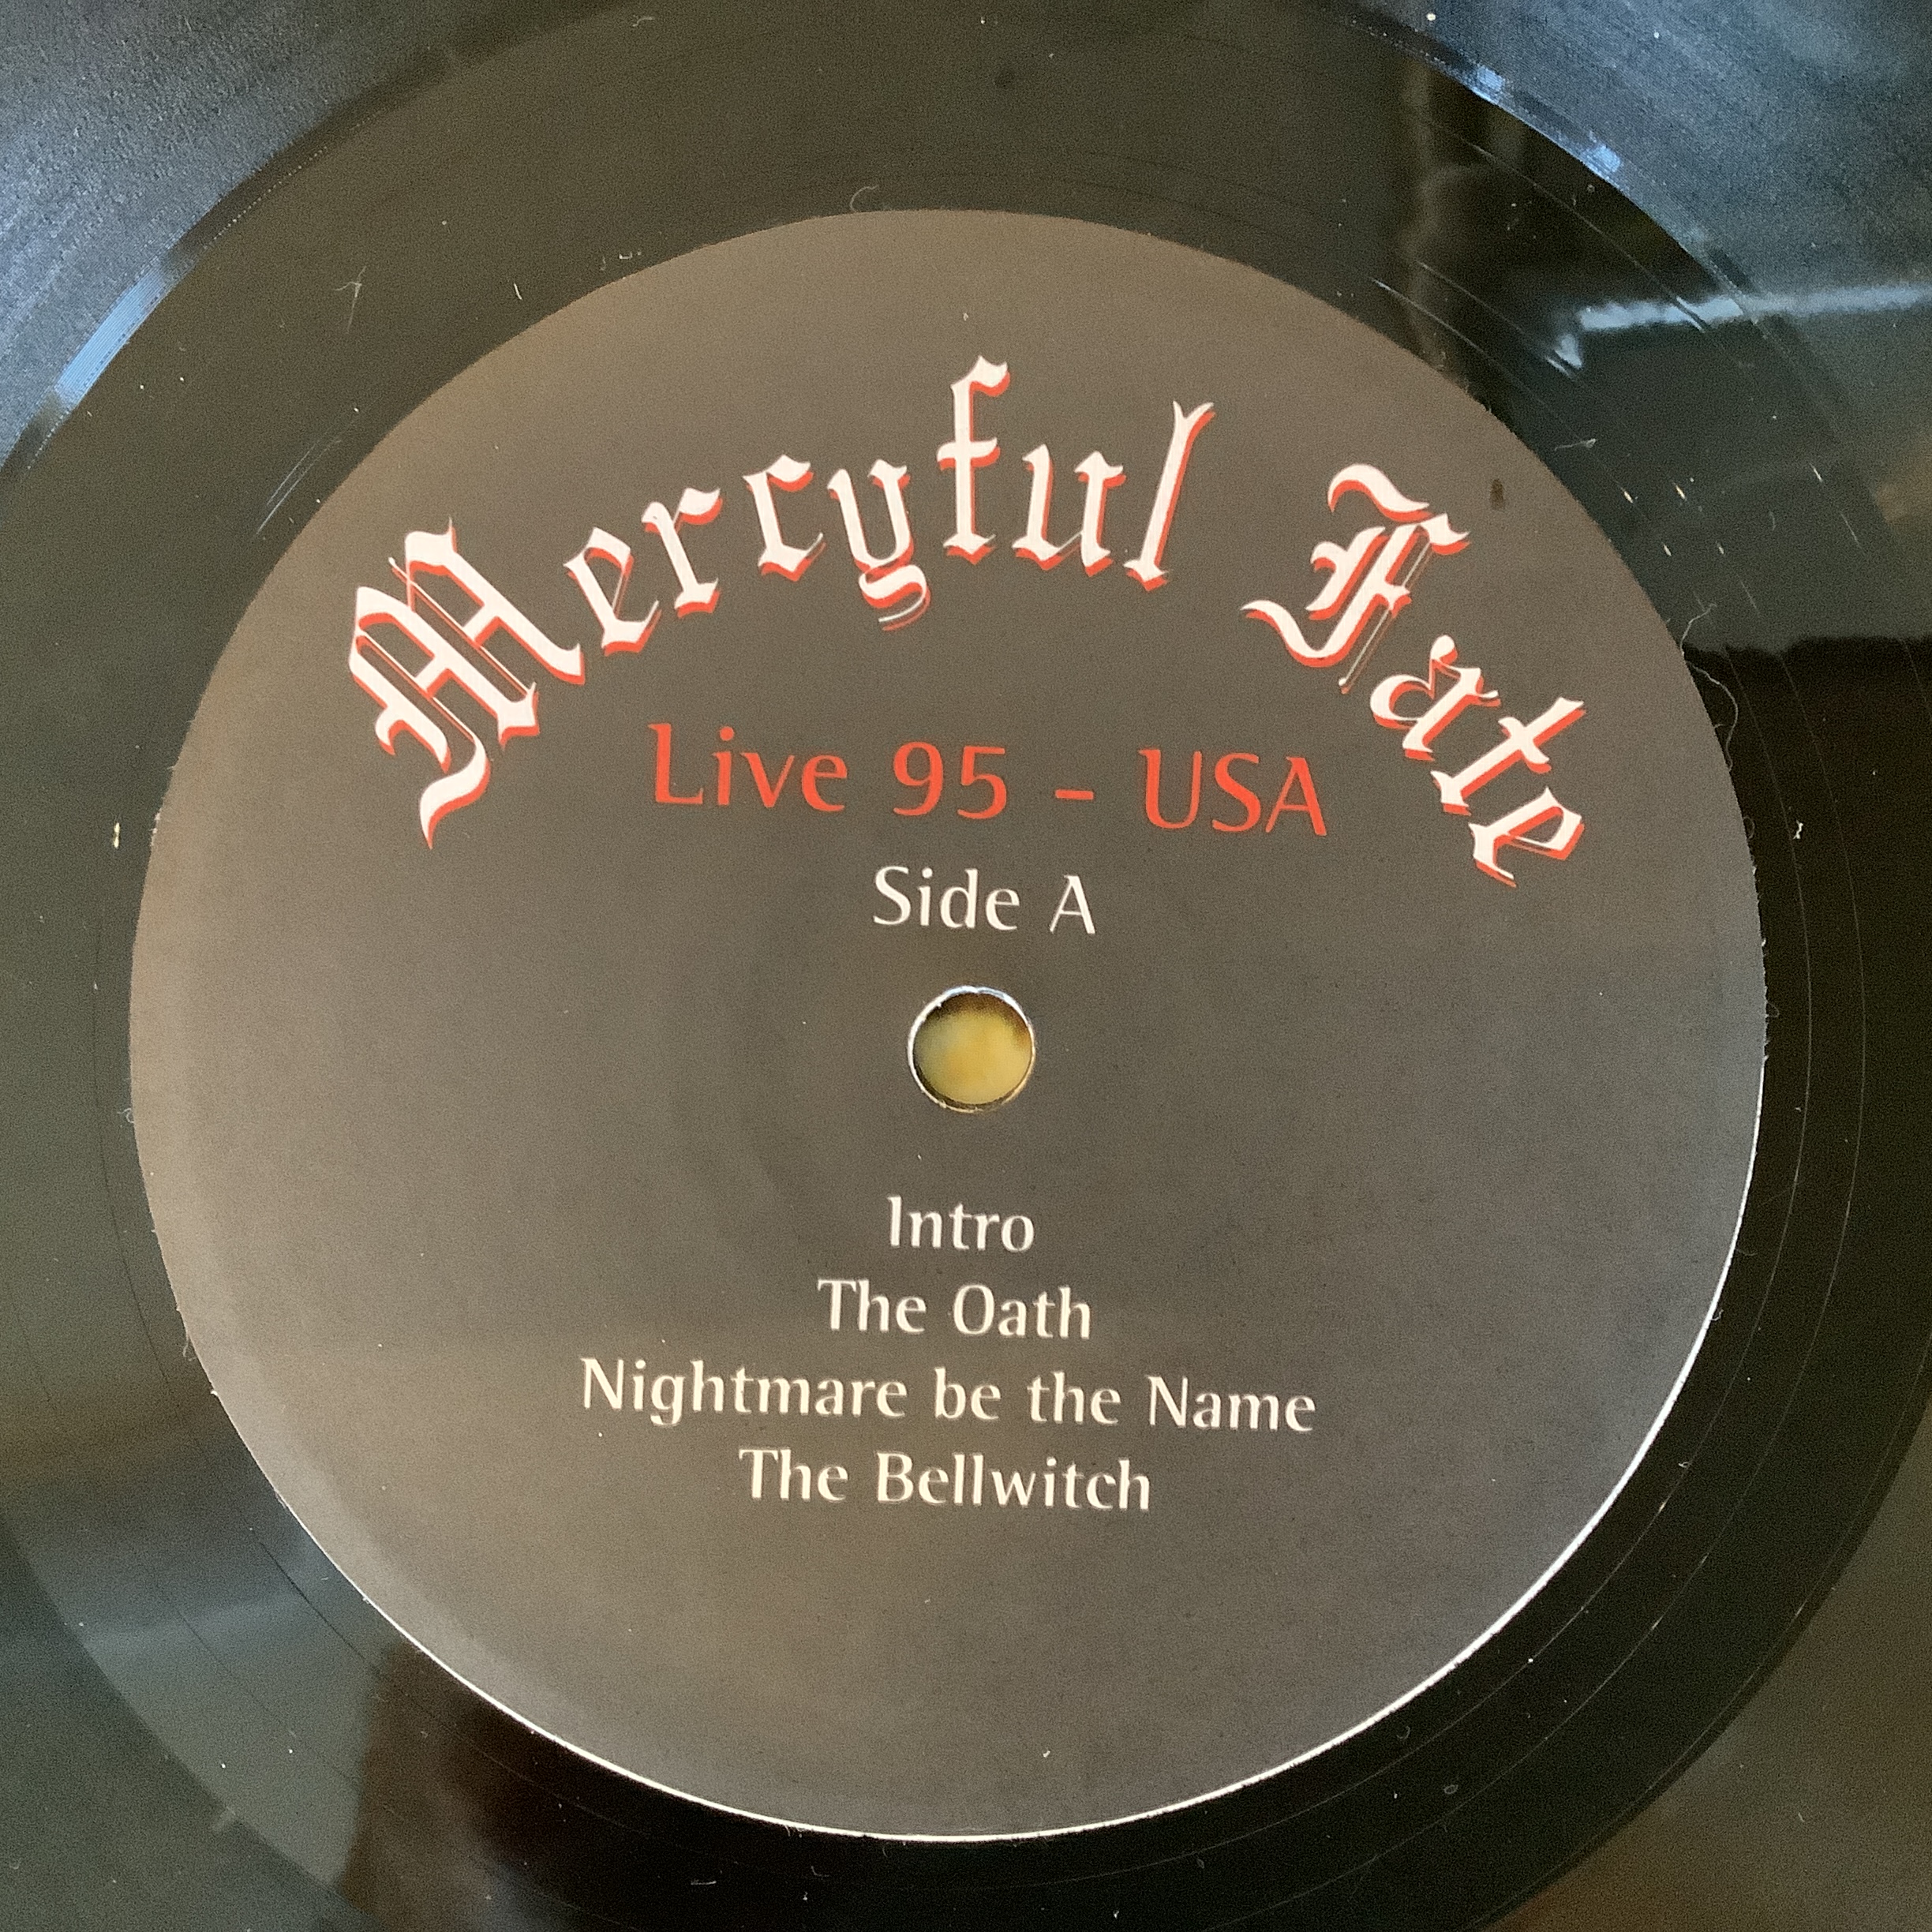 Mercyful Fate
Live 95 - USA
Side A
Intro
The Oath
Nightmare be the Name
The Bellwitch